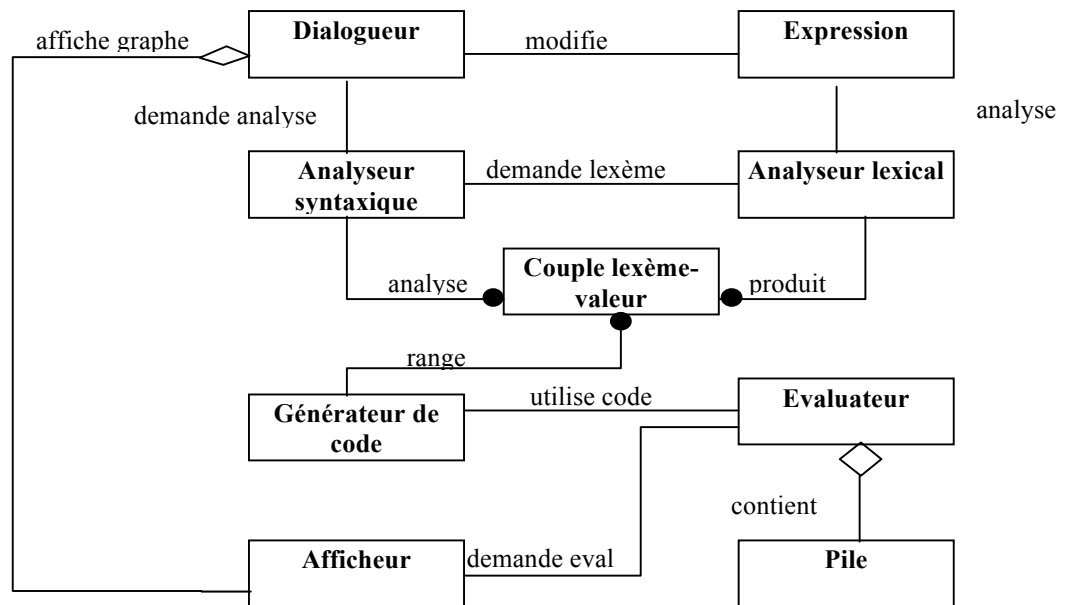 affiche graphe
Dialogueur
modifie
Expression
demande analyse
analyse
Analyseur
syntaxique
demande lexème
Analyseur lexical
analyse
Couple lexème-
valeur
produit
range
Générateur de
code
utilise code
Evaluateur
contient
Afficheur
demande eval
Pile